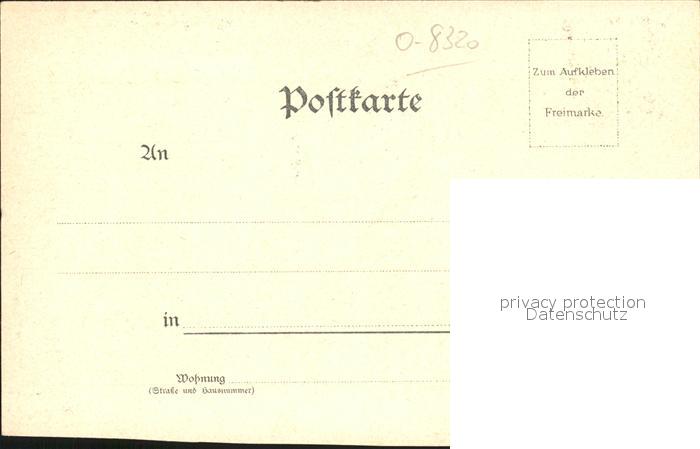 O-8320
Zum Aufkleben
der
Freimarke.
Poſtkarte
An
privacy protection
Datenschutz
in
Wohnung
(Straße und Hausnummer)